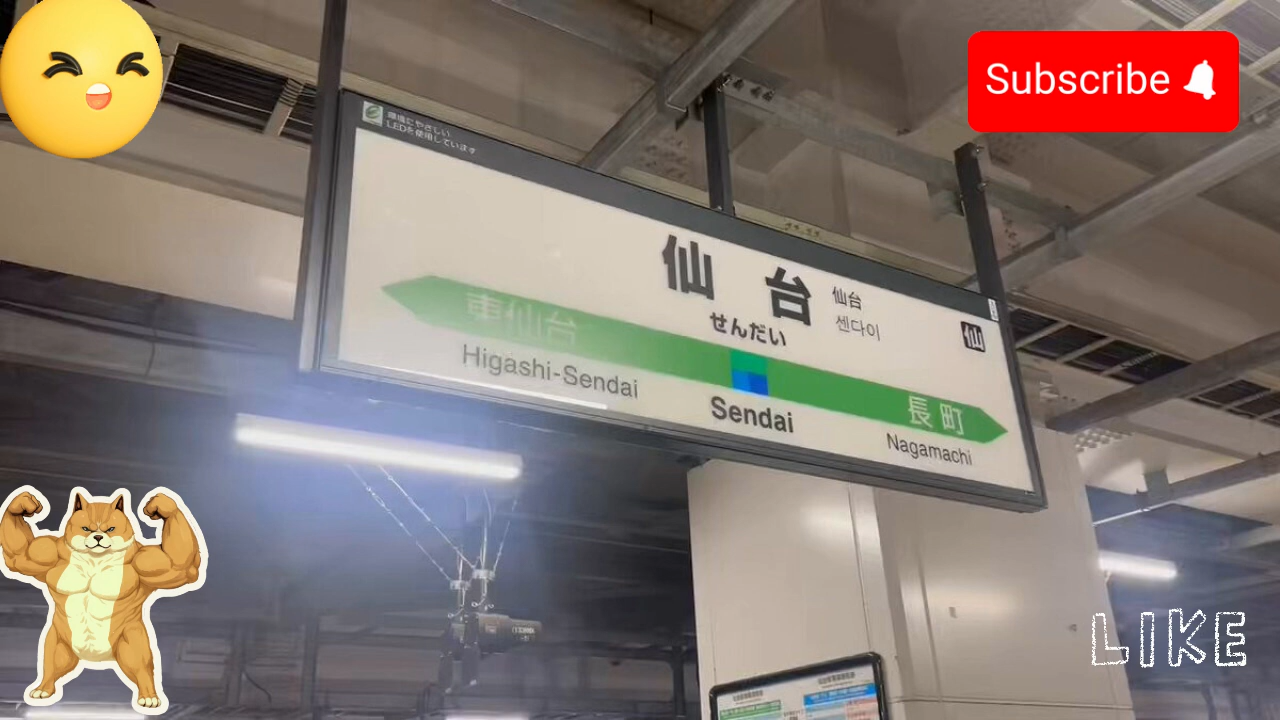 Subscribe
環境にやさしい
LEDを使用しています
仙台
仙台
센다이
せんだい
仙
東仙台
Higashi-Sendai
Sendai
長町
Nagamachi
LIKE